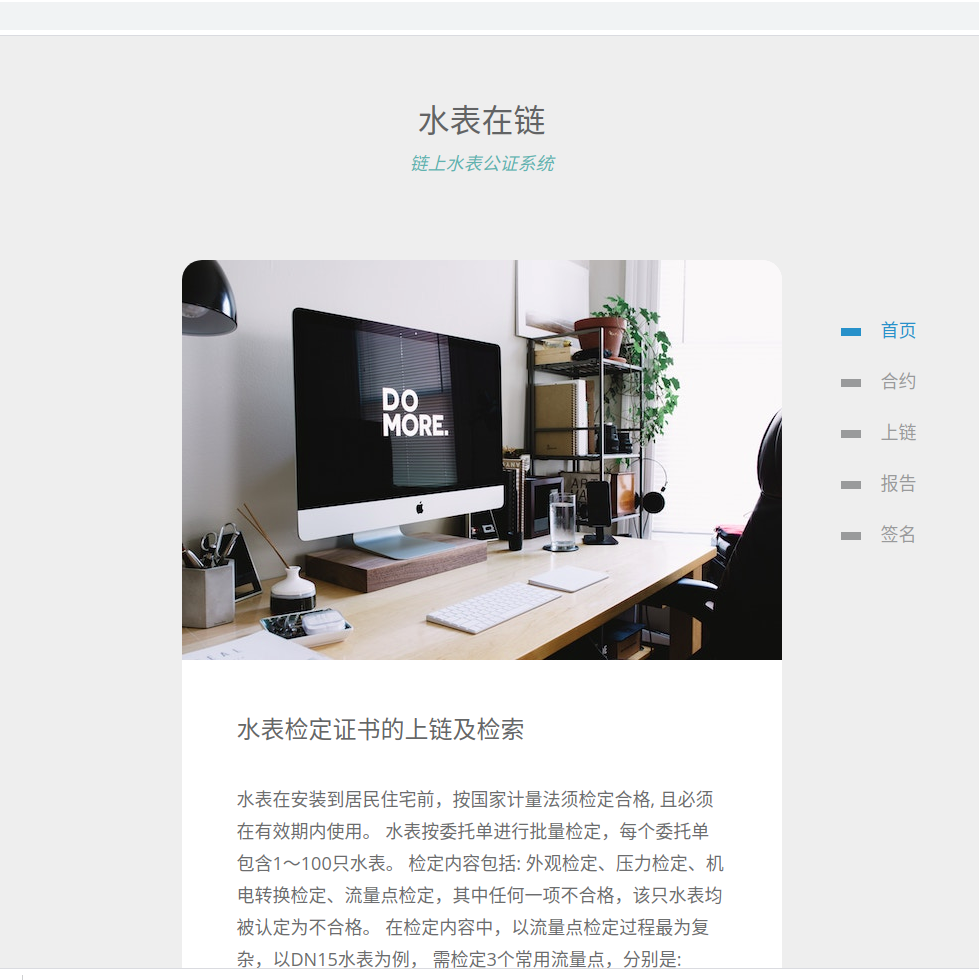 水表在链
链上水表公证系统
DO
MORE.
首页
合约
上链
报告
签名
水表检定证书的上链及检索
水表在安装到居民住宅前，按国家计量法须检定合格, 且必须
在有效期内使用。 水表按委托单进行批量检定，每个委托单
包含1～100只水表。 检定内容包括: 外观检定、压力检定、机
电转换检定、流量点检定，其中任何一项不合格，该只水表均
被认定为不合格。 在检定内容中，以流量点检定过程最为复
杂，以DN15水表为例， 需检定3个常用流量点，分别是: